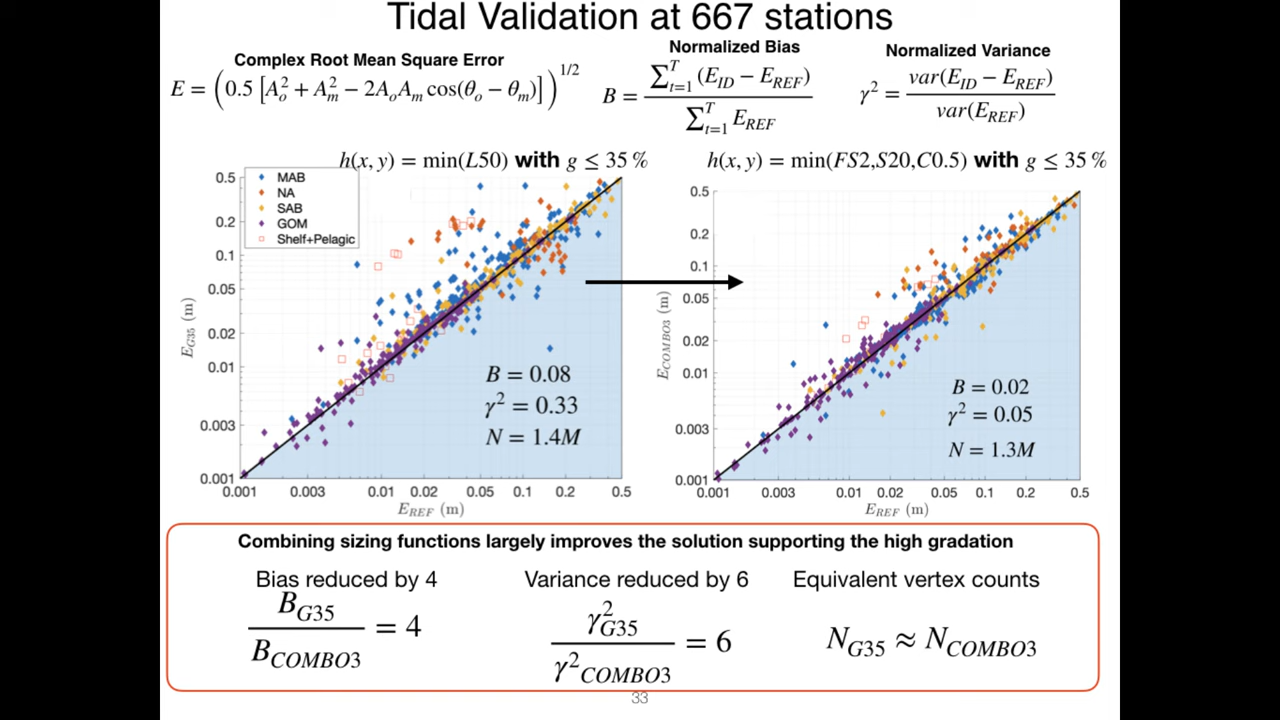 Tidal Validation at 667 stations
Complex Root Mean Square Error
E = (0.5 [A_o^2 + A_m^2 − 2A_oA_m cos(θ_o − θ_m)])^1/2
Normalized Bias
B = ∑_{t=1}^T (E_ID − E_REF) / ∑_{t=1}^T E_REF
Normalized Variance
γ² = var(E_ID − E_REF) / var(E_REF)
h(x, y) = min(L50) with g ≤ 35 %
MAB
NA
SAB
GOM
Shelf+Pelagic
0.5
0.2
0.1
0.05
0.02
0.01
0.003
0.001
E_G35 (m)
B = 0.08
γ² = 0.33
N = 1.4M
0.001 0.003 0.01 0.02 0.05 0.1 0.2 0.5
E_REF (m)
h(x, y) = min(FS2,S20,C0.5) with g ≤ 35 %
0.5
0.2
0.1
0.05
0.02
0.01
0.003
0.001
E_COMBO3 (m)
B = 0.02
γ² = 0.05
N = 1.3M
0.001 0.003 0.01 0.02 0.05 0.1 0.2 0.5
E_REF (m)
Combining sizing functions largely improves the solution supporting the high gradation
Bias reduced by 4
B_G35 / B_COMBO3 = 4
Variance reduced by 6
γ²_G35 / γ²_COMBO3 = 6
Equivalent vertex counts
N_G35 ≈ N_COMBO3
33